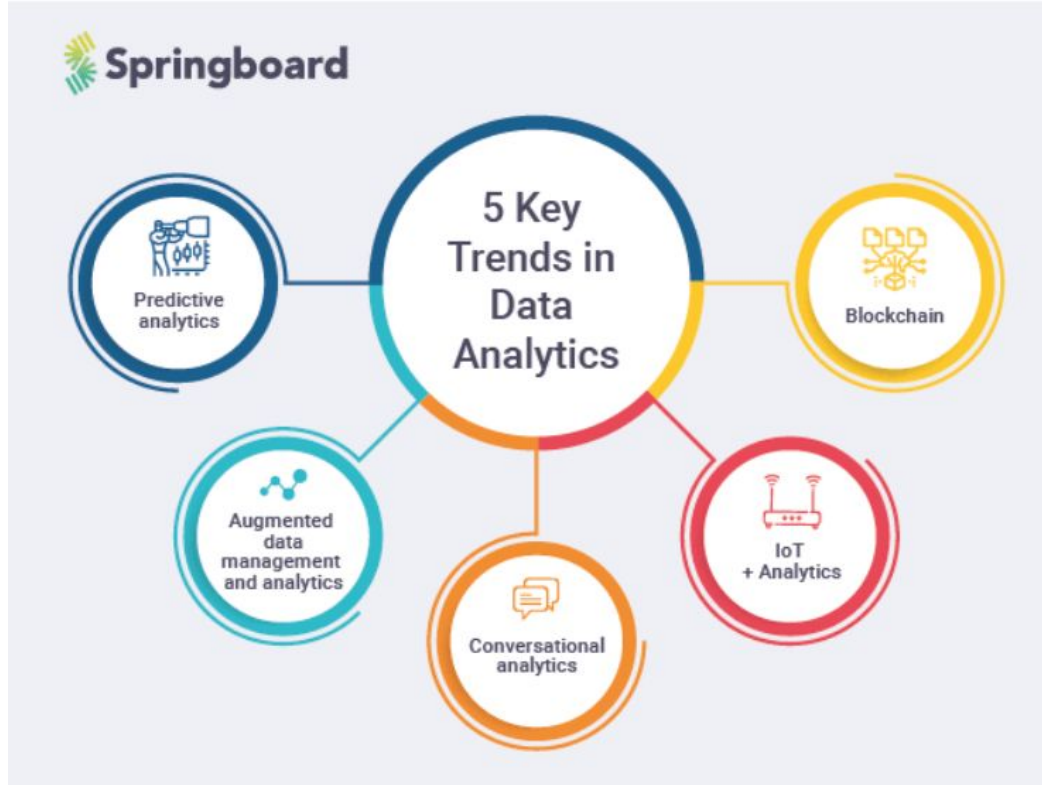 Springboard
5 Key
Trends in
Data
Analytics
Predictive
analytics
Augmented
data
management
and analytics
Conversational
analytics
IoT
+ Analytics
Blockchain